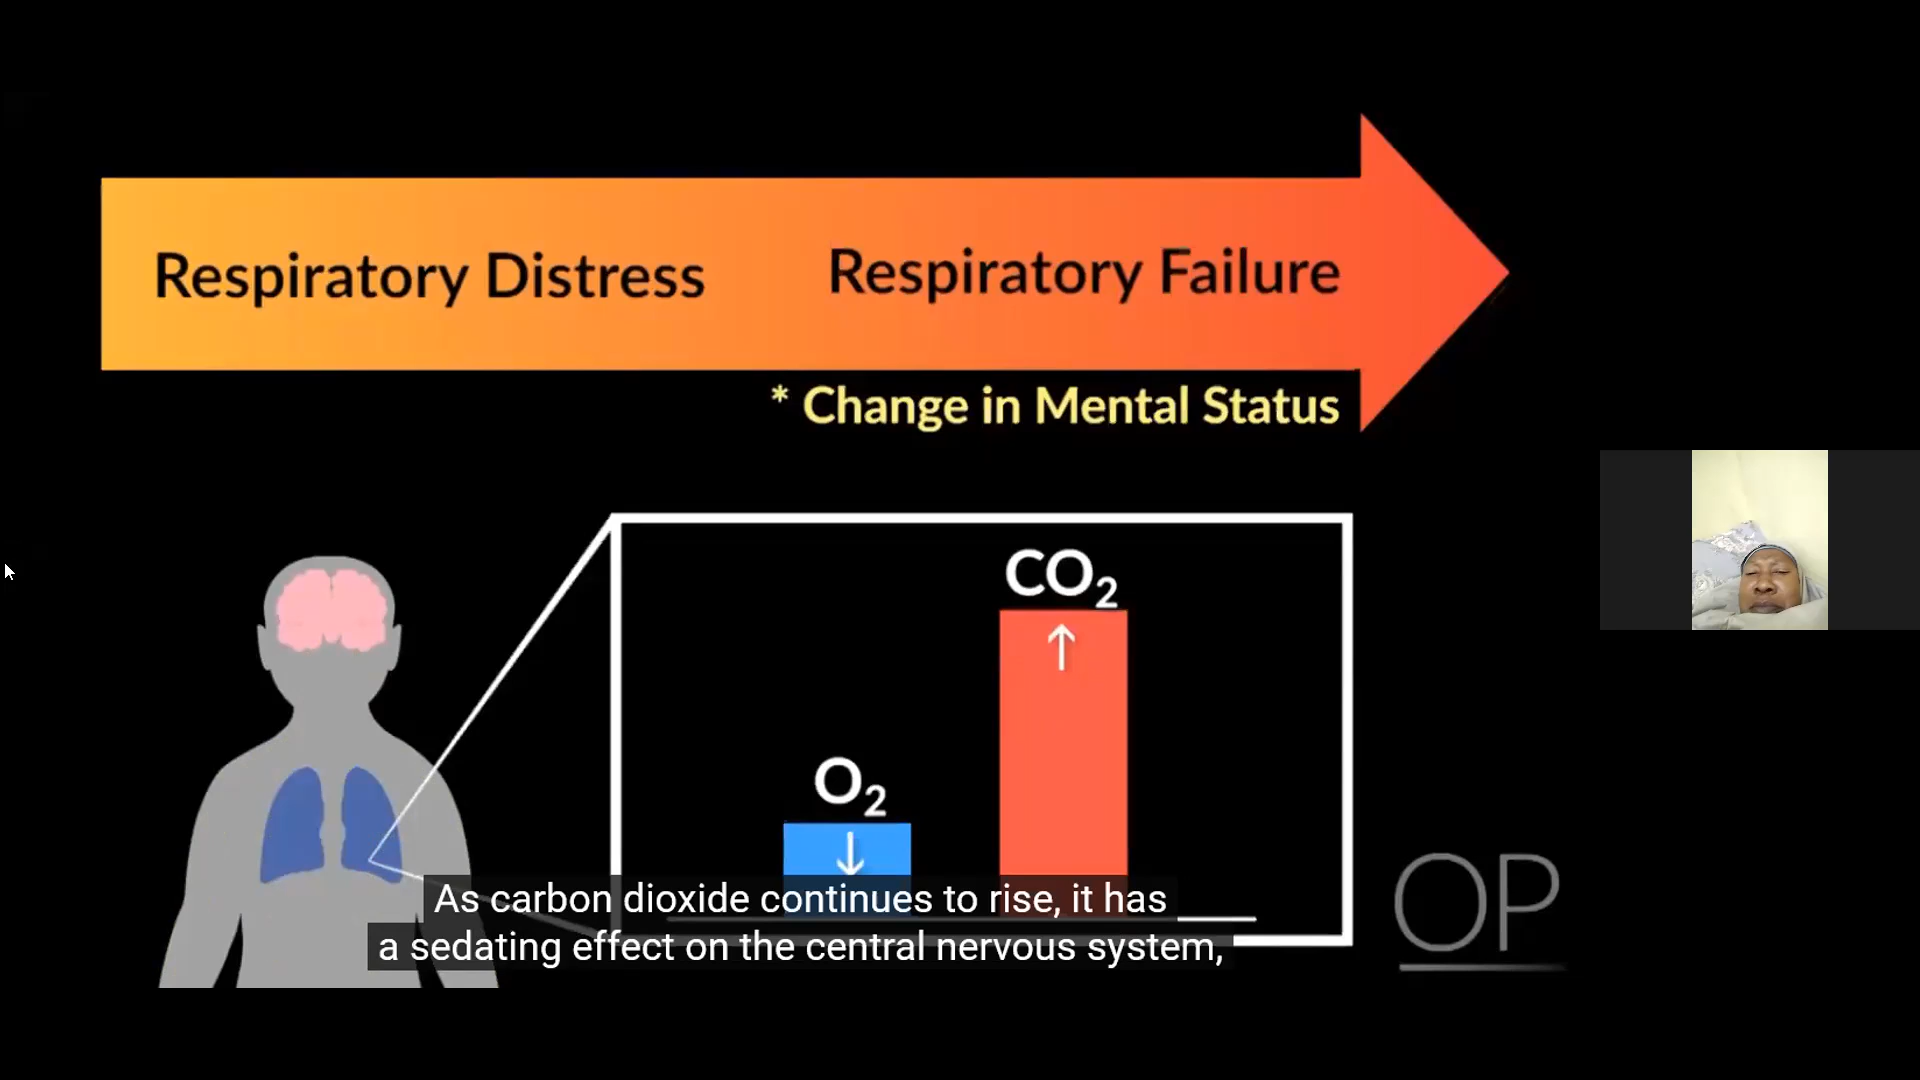 Respiratory Distress
Respiratory Failure
* Change in Mental Status
CO₂
O₂
As carbon dioxide continues to rise, it has
a sedating effect on the central nervous system,
OP